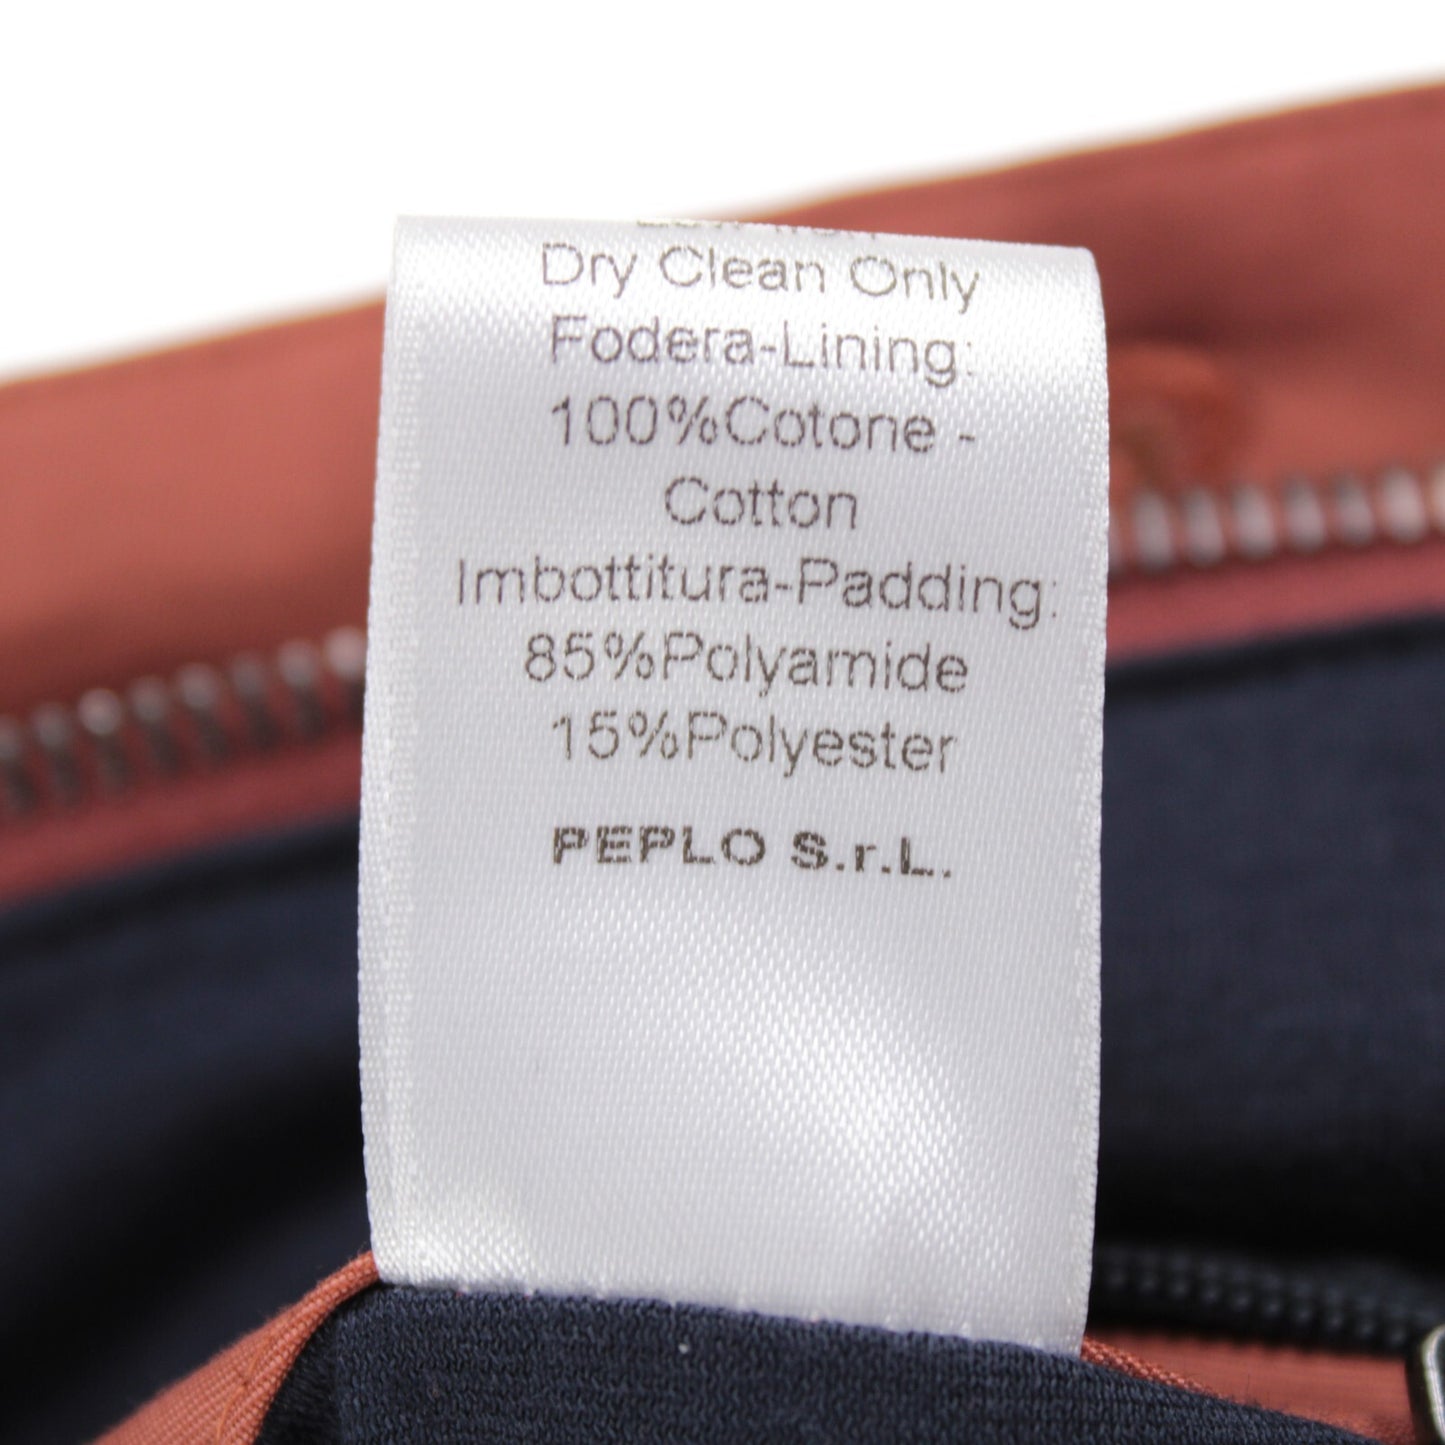 Dry Clean Only
Fodera-Lining:
100%Cotone -
Cotton
Imbottitura-Padding:
85%Polyamide
15%Polyester
PEPLO S.r.L.